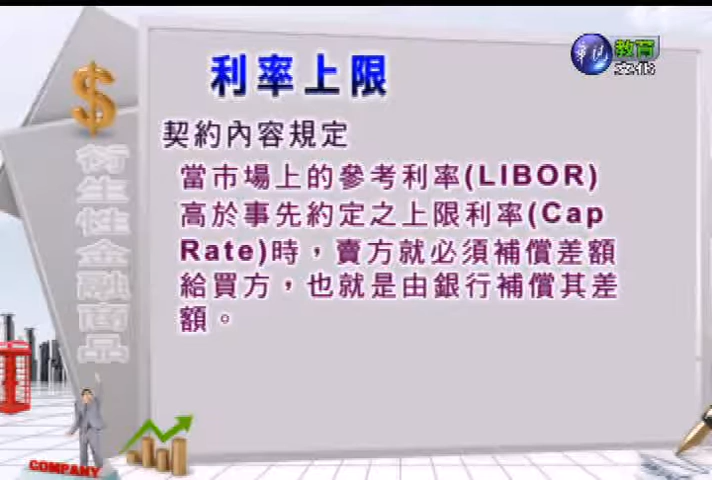 利率上限
華視
教育
文化
契約內容規定
當市場上的參考利率(LIBOR)
高於事先約定之上限利率(Cap
Rate)時，賣方就必須補償差額
給買方，也就是由銀行補償其差
額。
衍生性金融商品
COMPANY